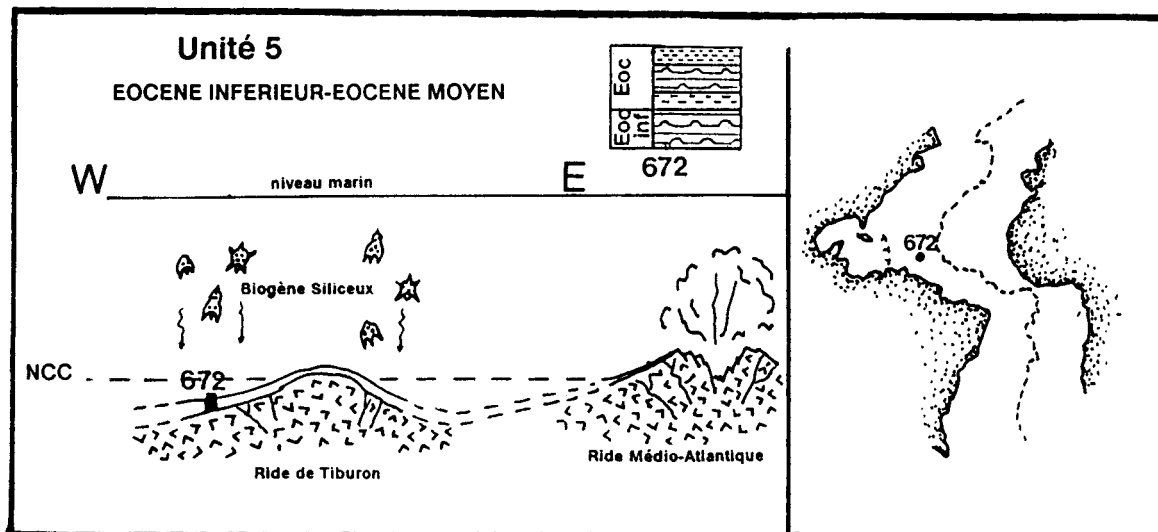 Unité 5
EOCENE INFERIEUR-EOCENE MOYEN
Eoc
Eoc
inf
672
W
niveau marin
E
672
Biogène Siliceux
NCC
672
Ride de Tiburon
Ride Médio-Atlantique